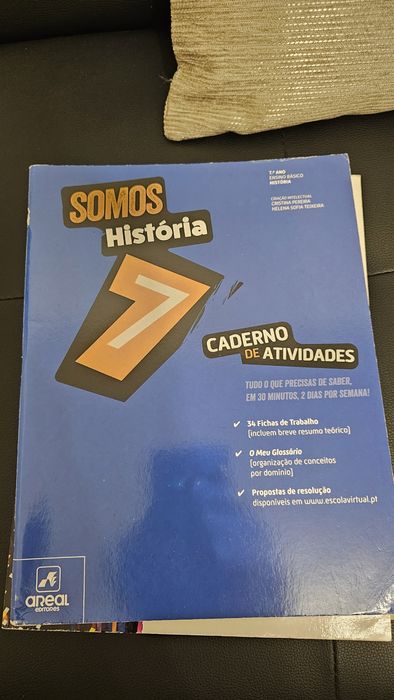 7.º ANO
ENSINO BÁSICO
HISTÓRIA
CRIAÇÃO INTELECTUAL
CRISTINA PEREIRA
HELENA SOFIA TEIXEIRA
SOMOS
História
7
CADERNO
DE ATIVIDADES
TUDO O QUE PRECISAS DE SABER,
EM 30 MINUTOS, 2 DIAS POR SEMANA!
34 Fichas de Trabalho
(incluem breve resumo teórico)
O Meu Glossário
(organização de conceitos
por domínio)
Propostas de resolução
disponíveis em www.escolavirtual.pt
AREAL
EDITORES